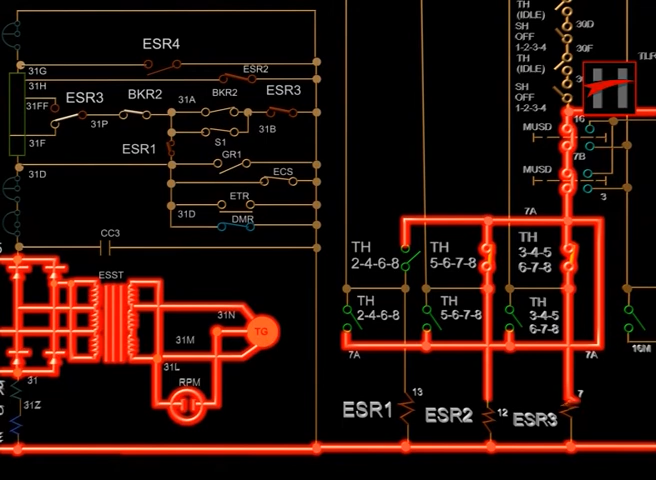 TH
(IDLE)
SH
OFF
1-2-3-4
30D
30F
TH
(IDLE)
SH
OFF
1-2-3-4
TLR
ESR4
31G
ESR2
31H
31FF
ESR3
BKR2
31A
BKR2
ESR3
31P
31B
31F
ESR1
S1
GR1
31D
ECS
ETR
31D
DMR
CC3
16
MUSD
7B
MUSD
3
7A
TH
2-4-6-8
TH
5-6-7-8
TH
3-4-5
6-7-8
ESST
31N
TG
31M
31L
RPM
TH
2-4-6-8
TH
5-6-7-8
TH
3-4-5
6-7-8
16M
7A
7A
31
31Z
13
ESR1
12
ESR2
7
ESR3